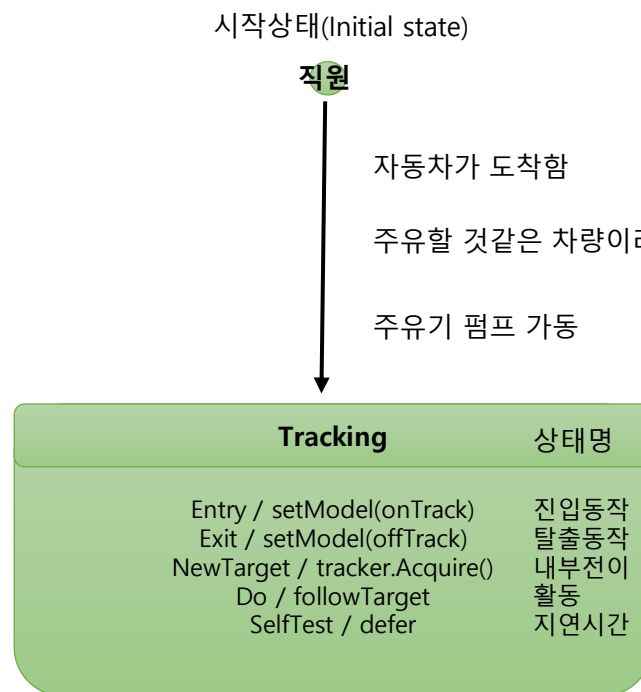 시작상태(Initial state)
직원
자동차가 도착함
주유할 것같은 차량이
주유기 펌프 가동
Tracking 상태명
Entry / setModel(onTrack) 진입동작
Exit / setModel(offTrack) 탈출동작
NewTarget / tracker.Acquire() 내부전이
Do / followTarget 활동
SelfTest / defer 지연시간